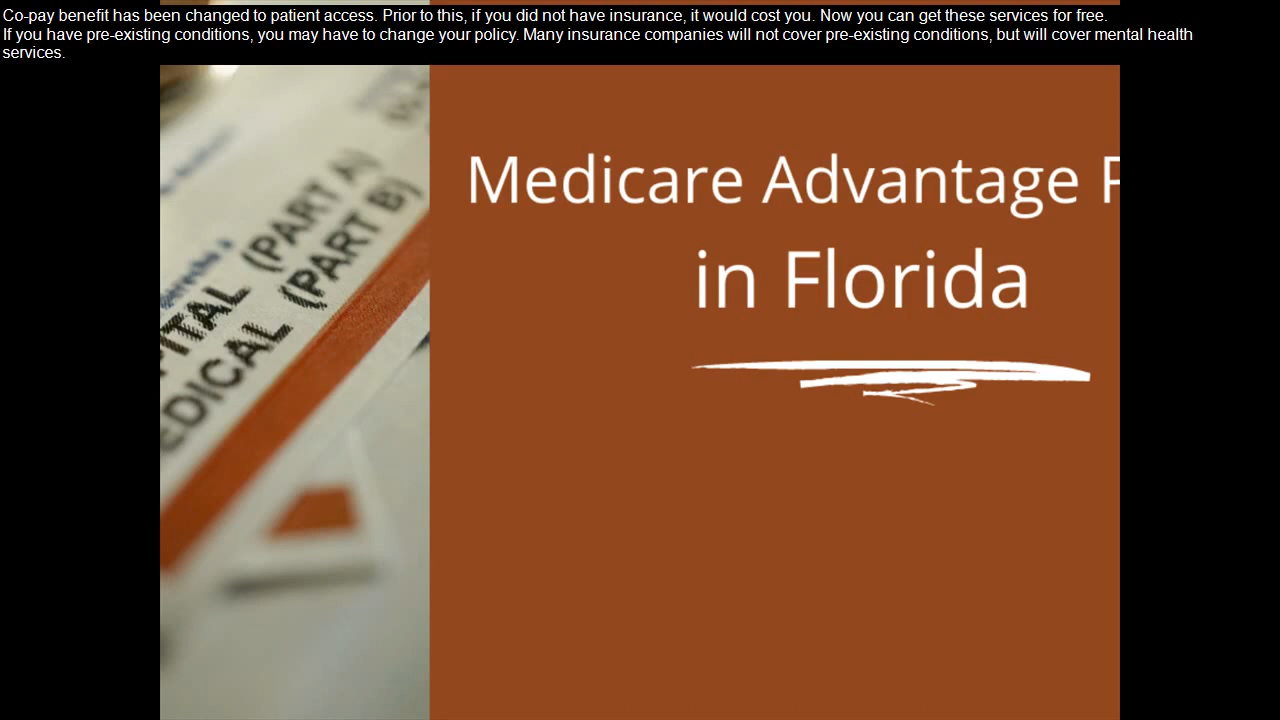 Co-pay benefit has been changed to patient access. Prior to this, if you did not have insurance, it would cost you. Now you can get these services for free.
If you have pre-existing conditions, you may have to change your policy. Many insurance companies will not cover pre-existing conditions, but will cover mental health
services.
(PART A)
(PART B)
Medicare Advantage
in Florida